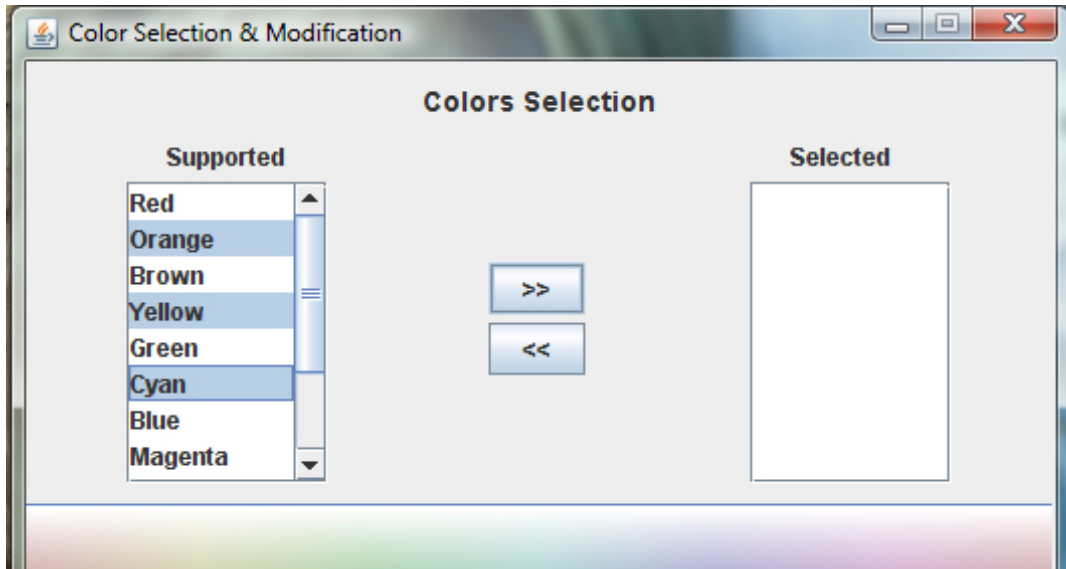 Color Selection & Modification
Colors Selection
Supported
Selected
Red
Orange
Brown
Yellow
Green
Cyan
Blue
Magenta
>>
<<